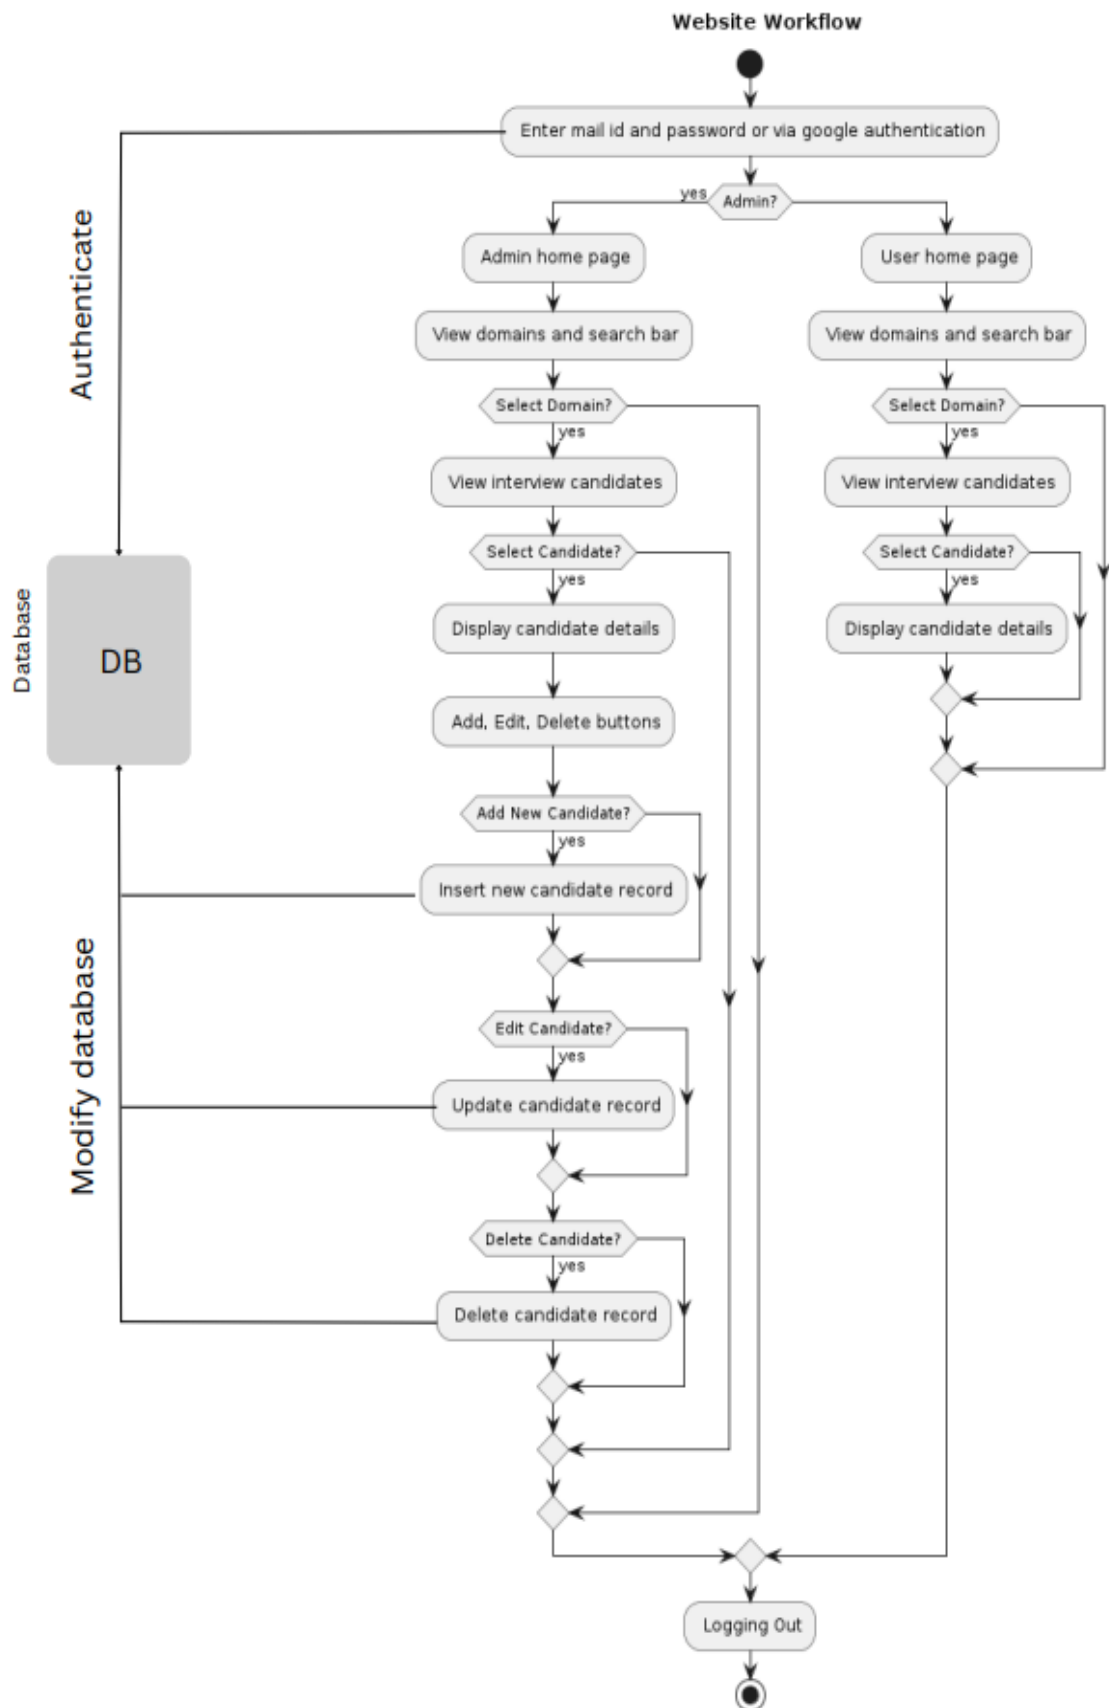 Website Workflow
Enter mail id and password or via google authentication
yes
Admin?
Admin home page
User home page
View domains and search bar
View domains and search bar
Select Domain?
yes
Select Domain?
yes
View interview candidates
View interview candidates
Select Candidate?
yes
Select Candidate?
yes
Display candidate details
Display candidate details
Add, Edit, Delete buttons
Add New Candidate?
yes
Insert new candidate record
Edit Candidate?
yes
Update candidate record
Delete Candidate?
yes
Delete candidate record
Logging Out
Authenticate
Database
DB
Modify database